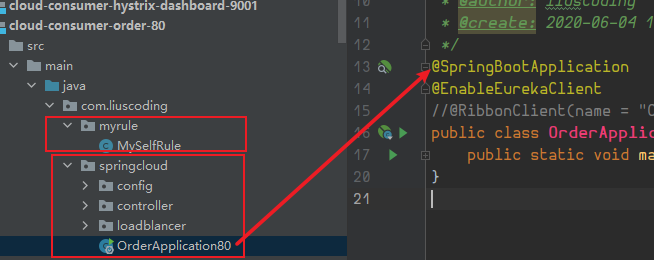 cloud-consumer-hystrix-dashboard-9001
cloud-consumer-order-80
src
main
java
com.liuscoding
myrule
MySelfRule
springcloud
config
controller
loadblancer
OrderApplication80
11 * @create: 2020-06-04 1
12 */
13 @SpringBootApplication
14 @EnableEurekaClient
15 //@RibbonClient(name = "C
16 public class OrderApplic
17 public static void ma
20 }
21